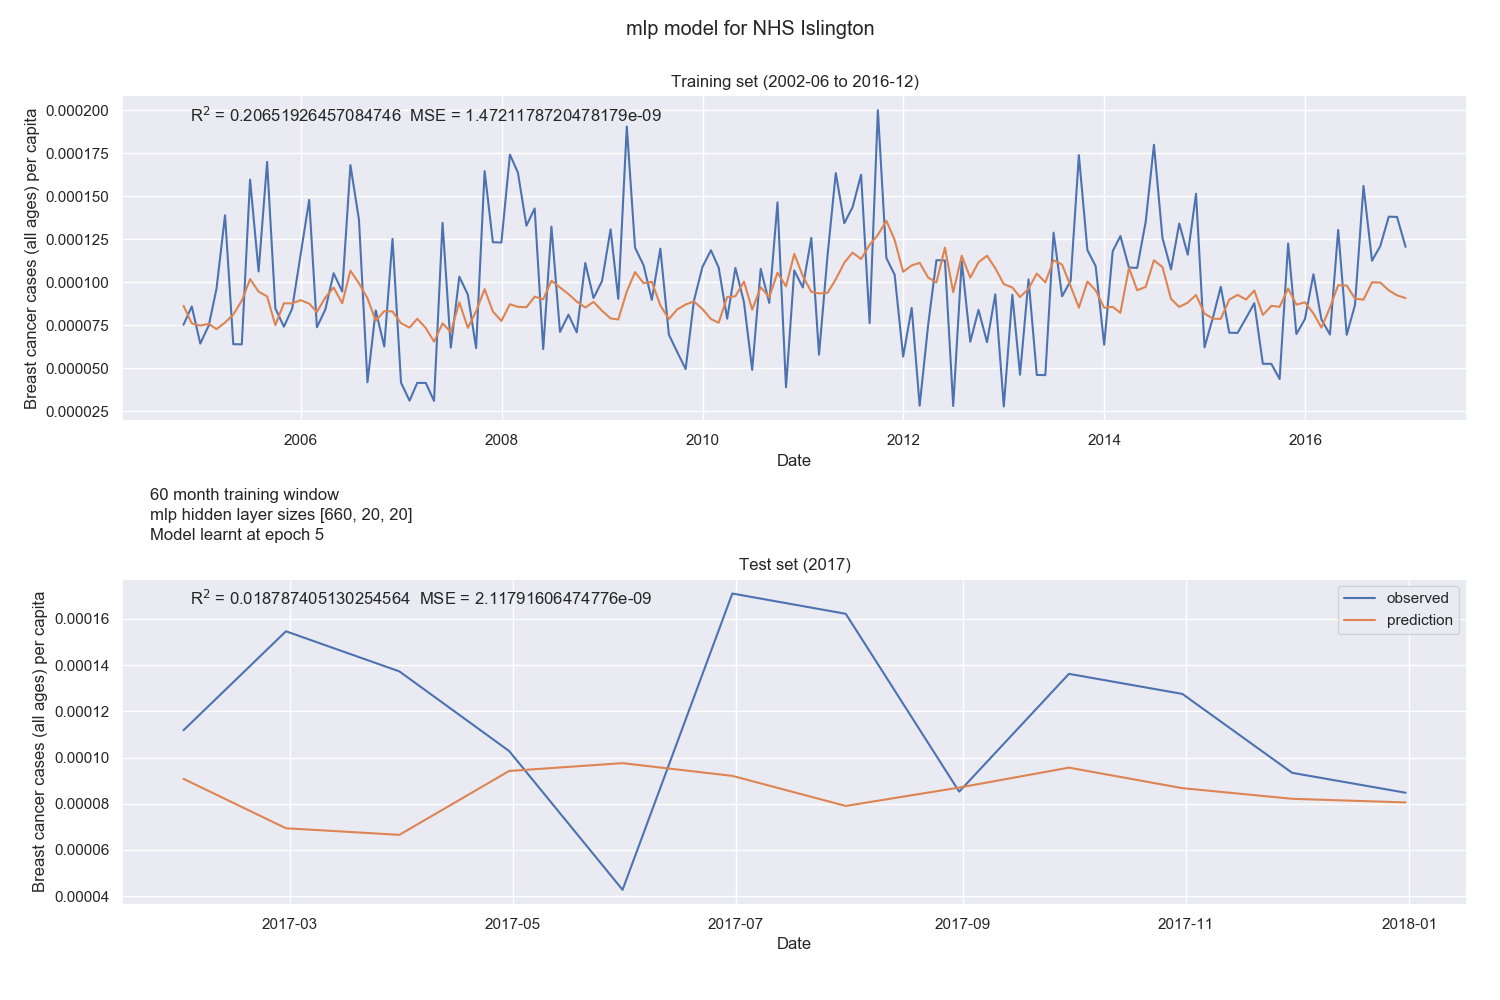 mlp model for NHS Islington
Training set (2002-06 to 2016-12)
R² = 0.20651926457084746 MSE = 1.4721178720478179e-09
Breast cancer cases (all ages) per capita
0.000200
0.000175
0.000150
0.000125
0.000100
0.000075
0.000050
0.000025
2006 2008 2010 2012 2014 2016
Date
60 month training window
mlp hidden layer sizes [660, 20, 20]
Model learnt at epoch 5
Test set (2017)
R² = 0.018787405130254564 MSE = 2.11791606474776e-09
observed
prediction
Breast cancer cases (all ages) per capita
0.00016
0.00014
0.00012
0.00010
0.00008
0.00006
0.00004
2017-03 2017-05 2017-07 2017-09 2017-11 2018-01
Date